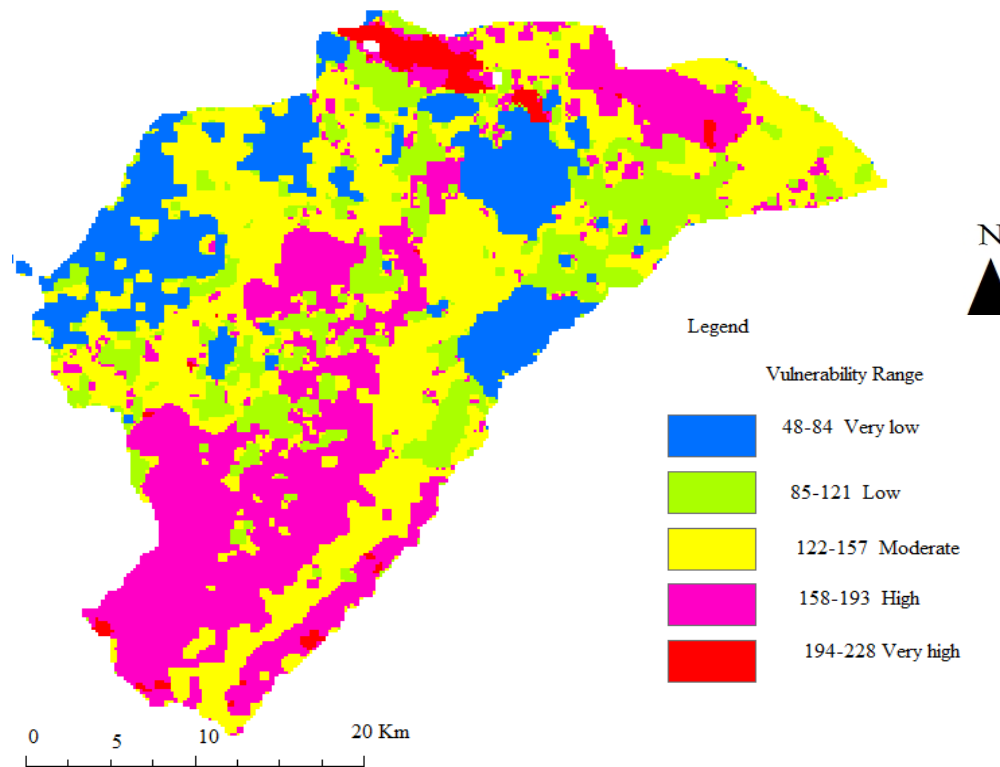 N
Legend
Vulnerability Range
48-84 Very low
85-121 Low
122-157 Moderate
158-193 High
194-228 Very high
0 5 10 20 Km